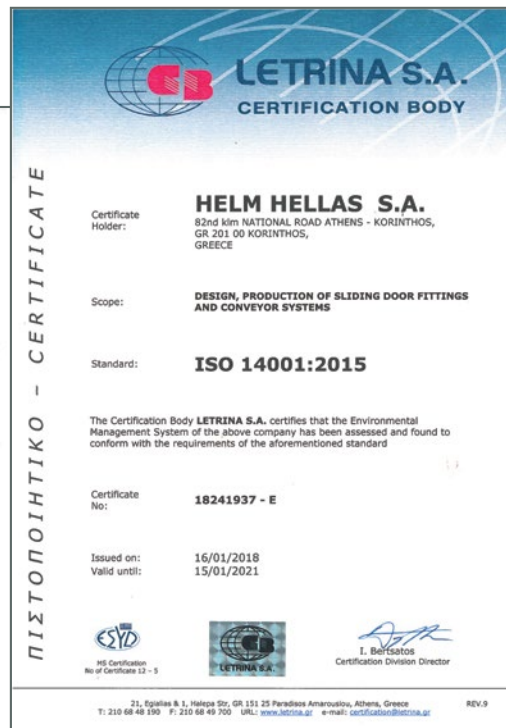 CB
LETRINA S.A.
CERTIFICATION BODY
ΠΙΣΤΟΠΟΙΗΤΙΚΟ - CERTIFICATE
Certificate
Holder:
HELM HELLAS S.A.
82nd klm NATIONAL ROAD ATHENS - KORINTHOS,
GR 201 00 KORINTHOS,
GREECE
Scope:
DESIGN, PRODUCTION OF SLIDING DOOR FITTINGS
AND CONVEYOR SYSTEMS
Standard:
ISO 14001:2015
The Certification Body LETRINA S.A. certifies that the Environmental
Management System of the above company has been assessed and found to
conform with the requirements of the aforementioned standard
Certificate
No:
18241937 - E
Issued on: 16/01/2018
Valid until: 15/01/2021
ESYD
MS Certification
No of Certificate 12 - 5
CB
LETRINA S.A.
I. Bertsatos
Certification Division Director
21, Egialias & 1, Halepa Str, GR 151 25 Paradisos Amarousiou, Athens, Greece
REV.9
T: 210 68 48 190 F: 210 68 49 700 URL: www.letrina.gr e-mail: certification@letrina.gr